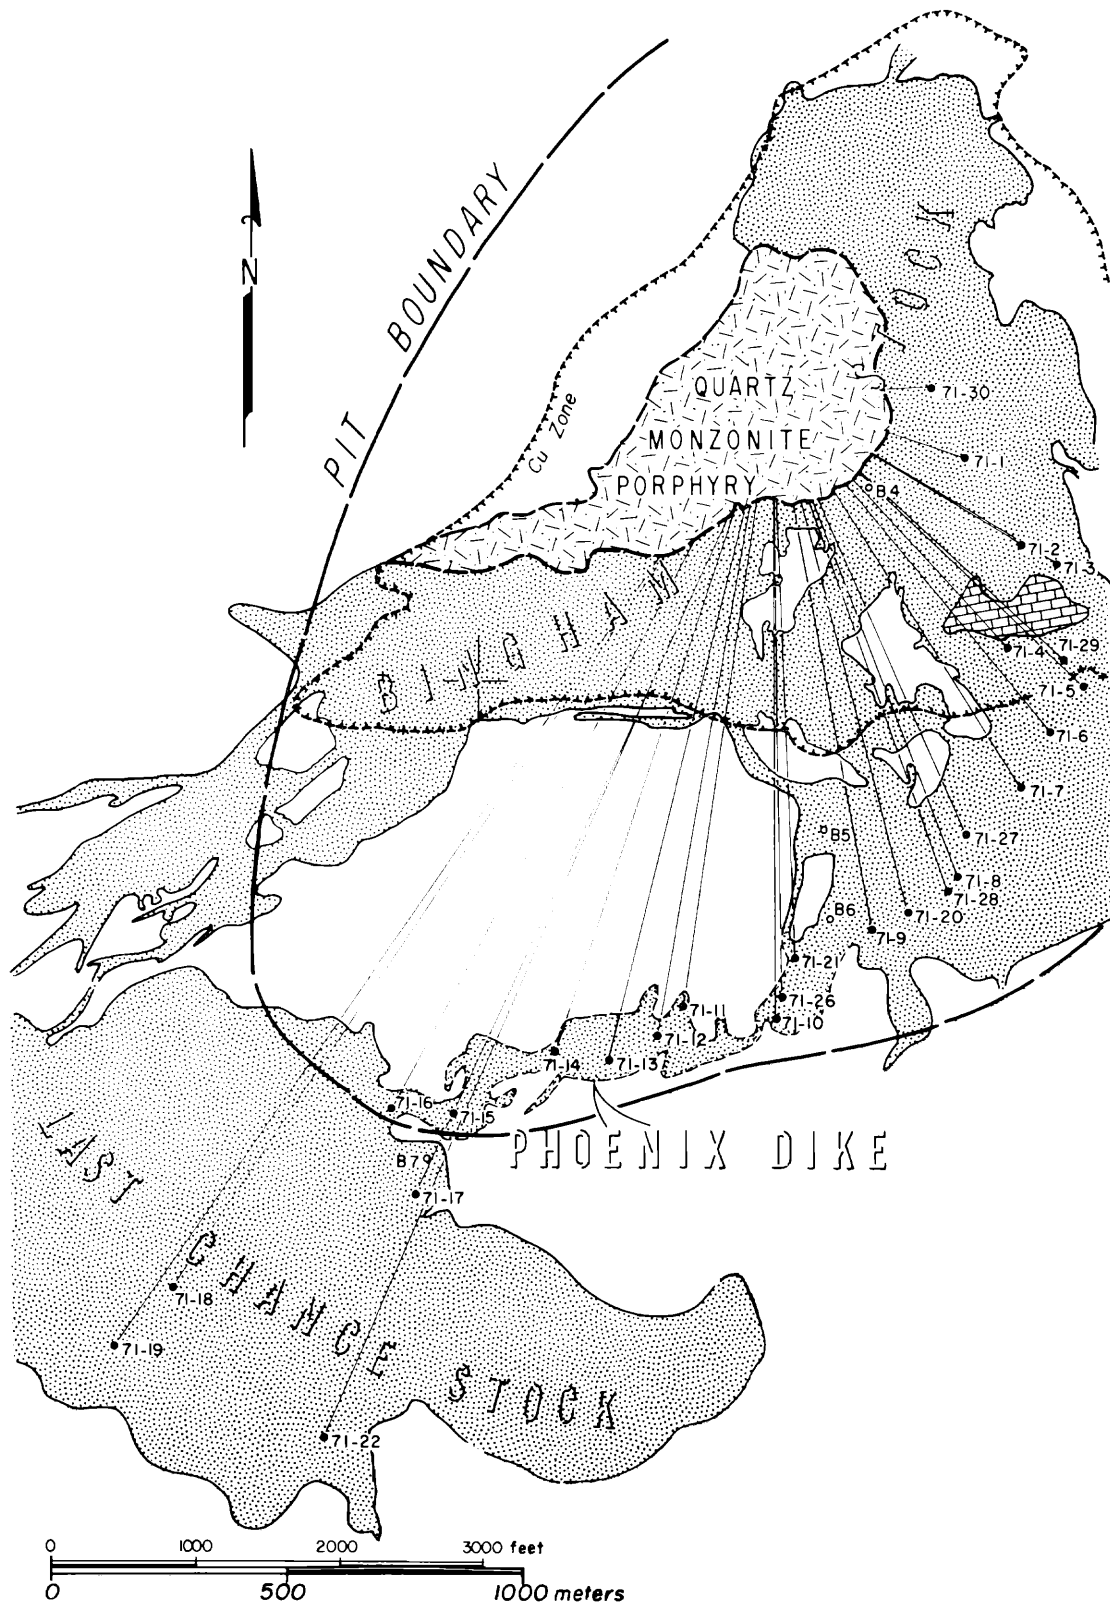 N
PIT BOUNDARY
Cu Zone
QUARTZ
MONZONITE
PORPHYRY
BINGHAM STOCK
71-30
71-1
B4
71-2
71-3
71-29
71-4
71-5
71-6
71-7
B5
71-27
71-8
71-28
B6
71-20
71-9
71-21
71-26
71-11
71-10
71-12
71-14
71-13
71-16
71-15
PHOENIX DIKE
B7
71-17
LAST CHANCE STOCK
71-18
71-19
71-22
0 1000 2000 3000 feet
0 500 1000 meters